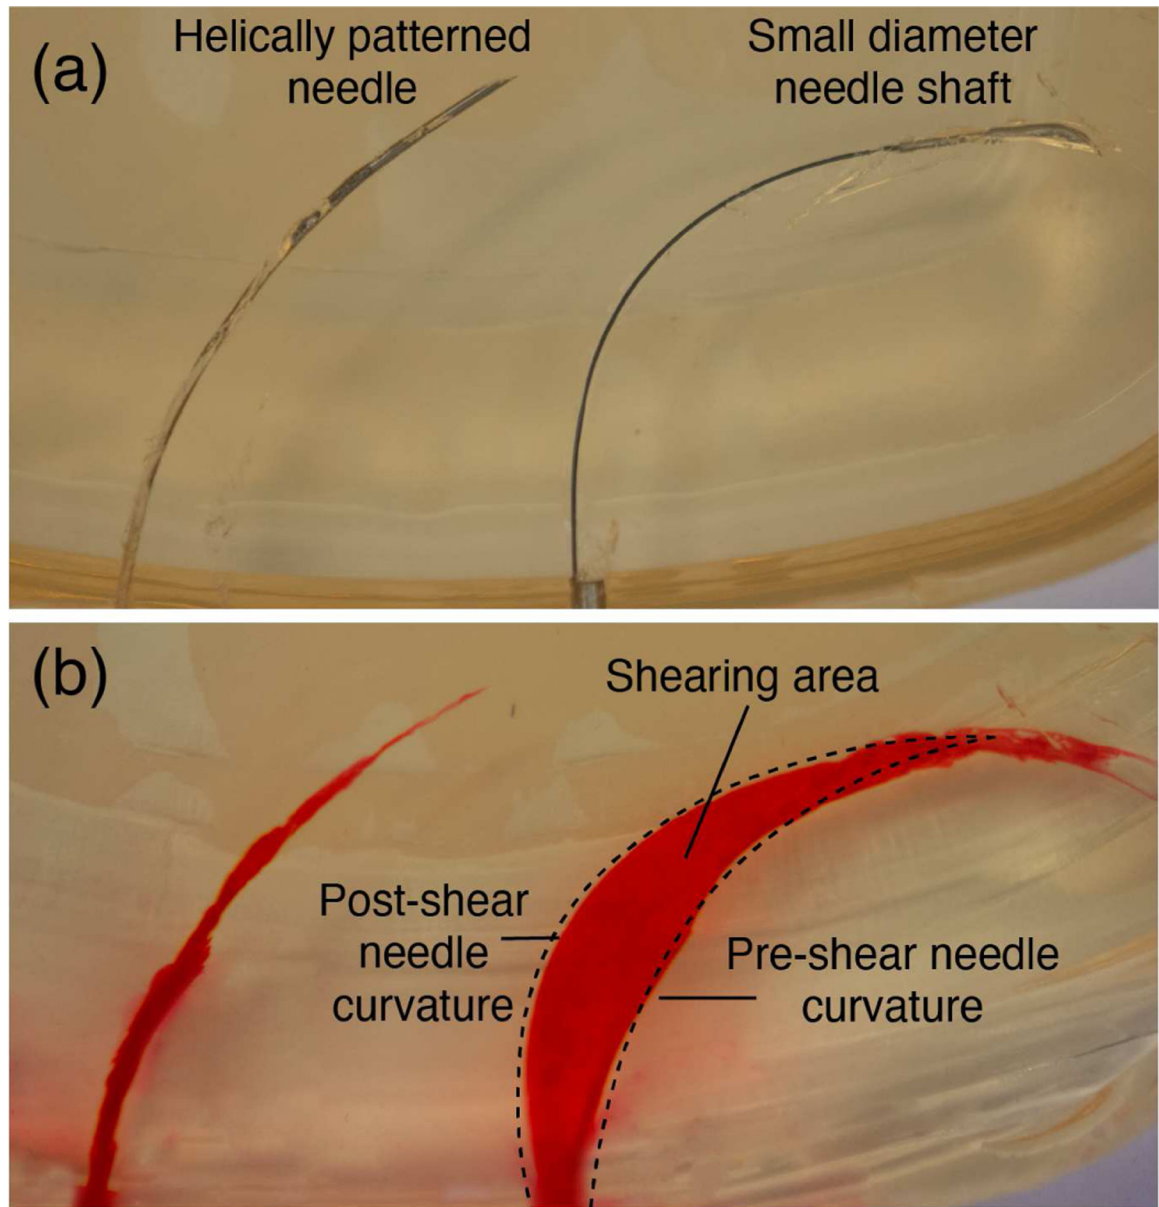 (a)
Helically patterned
needle
Small diameter
needle shaft
(b)
Shearing area
Post-shear
needle
curvature
Pre-shear needle
curvature